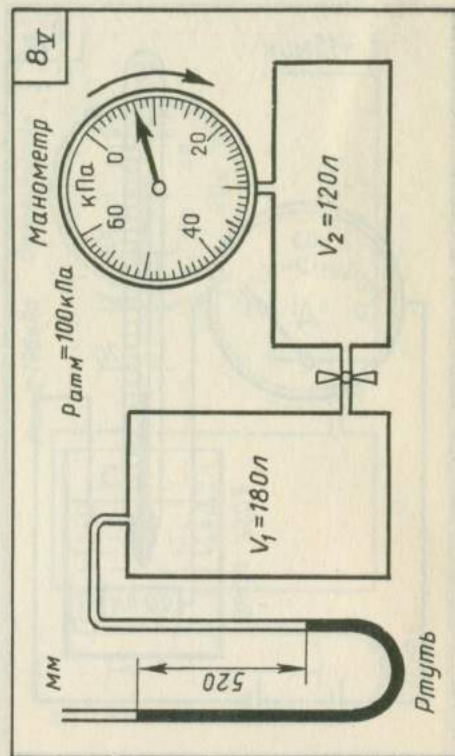 8V
Манометр
Pатм=100кПа
кПа
0
20
40
60
V₁=180л
V₂=120л
мм
520
Ртуть